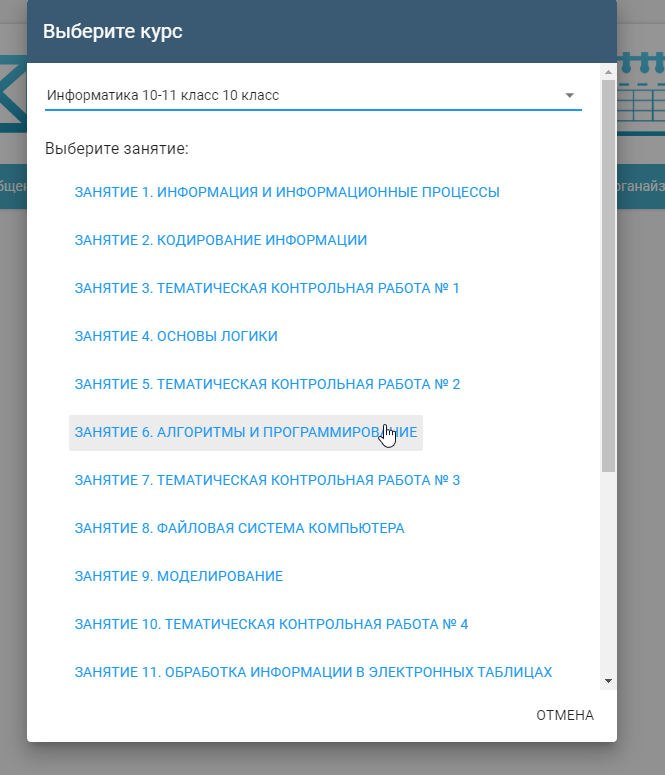 Выберите курс
Информатика 10-11 класс 10 класс
Выберите занятие:
ЗАНЯТИЕ 1. ИНФОРМАЦИЯ И ИНФОРМАЦИОННЫЕ ПРОЦЕССЫ
ЗАНЯТИЕ 2. КОДИРОВАНИЕ ИНФОРМАЦИИ
ЗАНЯТИЕ 3. ТЕМАТИЧЕСКАЯ КОНТРОЛЬНАЯ РАБОТА № 1
ЗАНЯТИЕ 4. ОСНОВЫ ЛОГИКИ
ЗАНЯТИЕ 5. ТЕМАТИЧЕСКАЯ КОНТРОЛЬНАЯ РАБОТА № 2
ЗАНЯТИЕ 6. АЛГОРИТМЫ И ПРОГРАММИРОВАНИЕ
ЗАНЯТИЕ 7. ТЕМАТИЧЕСКАЯ КОНТРОЛЬНАЯ РАБОТА № 3
ЗАНЯТИЕ 8. ФАЙЛОВАЯ СИСТЕМА КОМПЬЮТЕРА
ЗАНЯТИЕ 9. МОДЕЛИРОВАНИЕ
ЗАНЯТИЕ 10. ТЕМАТИЧЕСКАЯ КОНТРОЛЬНАЯ РАБОТА № 4
ЗАНЯТИЕ 11. ОБРАБОТКА ИНФОРМАЦИИ В ЭЛЕКТРОННЫХ ТАБЛИЦАХ
ОТМЕНА